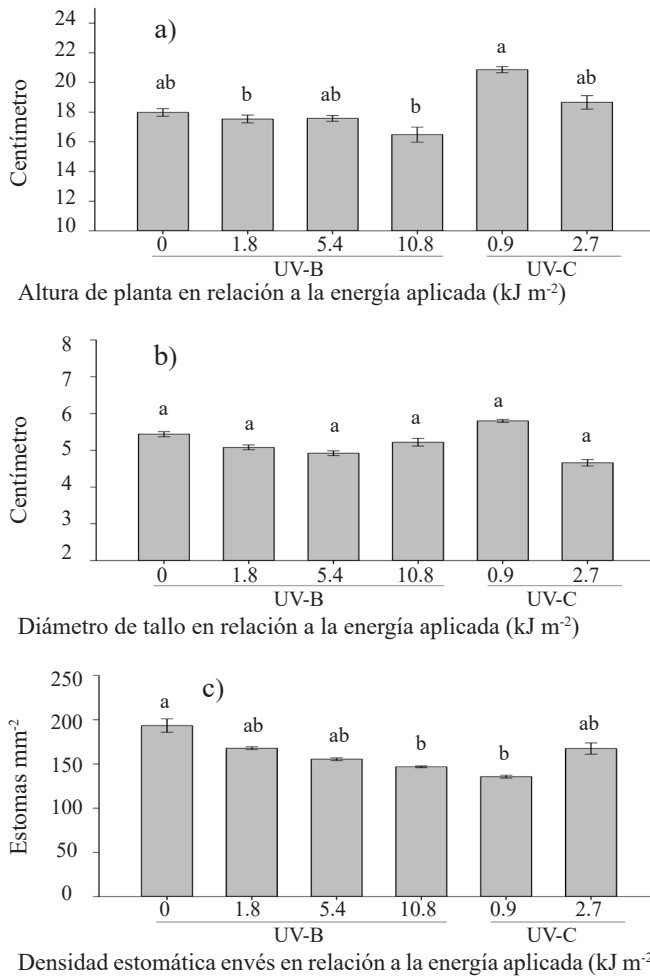 a)
24
22
20
18
16
14
12
10
Centímetro
ab b ab b a ab
0 1.8 5.4 10.8 0.9 2.7
UV-B UV-C
Altura de planta en relación a la energía aplicada (kJ m-2)
b)
8
7
6
5
4
3
2
Centímetro
a a a a a a
0 1.8 5.4 10.8 0.9 2.7
UV-B UV-C
Diámetro de tallo en relación a la energía aplicada (kJ m-2)
c)
250
200
150
100
50
0
Estomas mm-2
a ab ab b b ab
0 1.8 5.4 10.8 0.9 2.7
UV-B UV-C
Densidad estomática envés en relación a la energía aplicada (kJ m-2